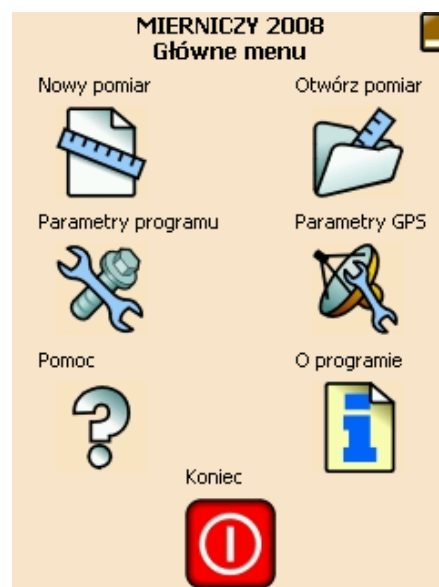 MIERNICZY 2008
Główne menu
Nowy pomiar
Otwórz pomiar
Parametry programu
Parametry GPS
Pomoc
O programie
Koniec